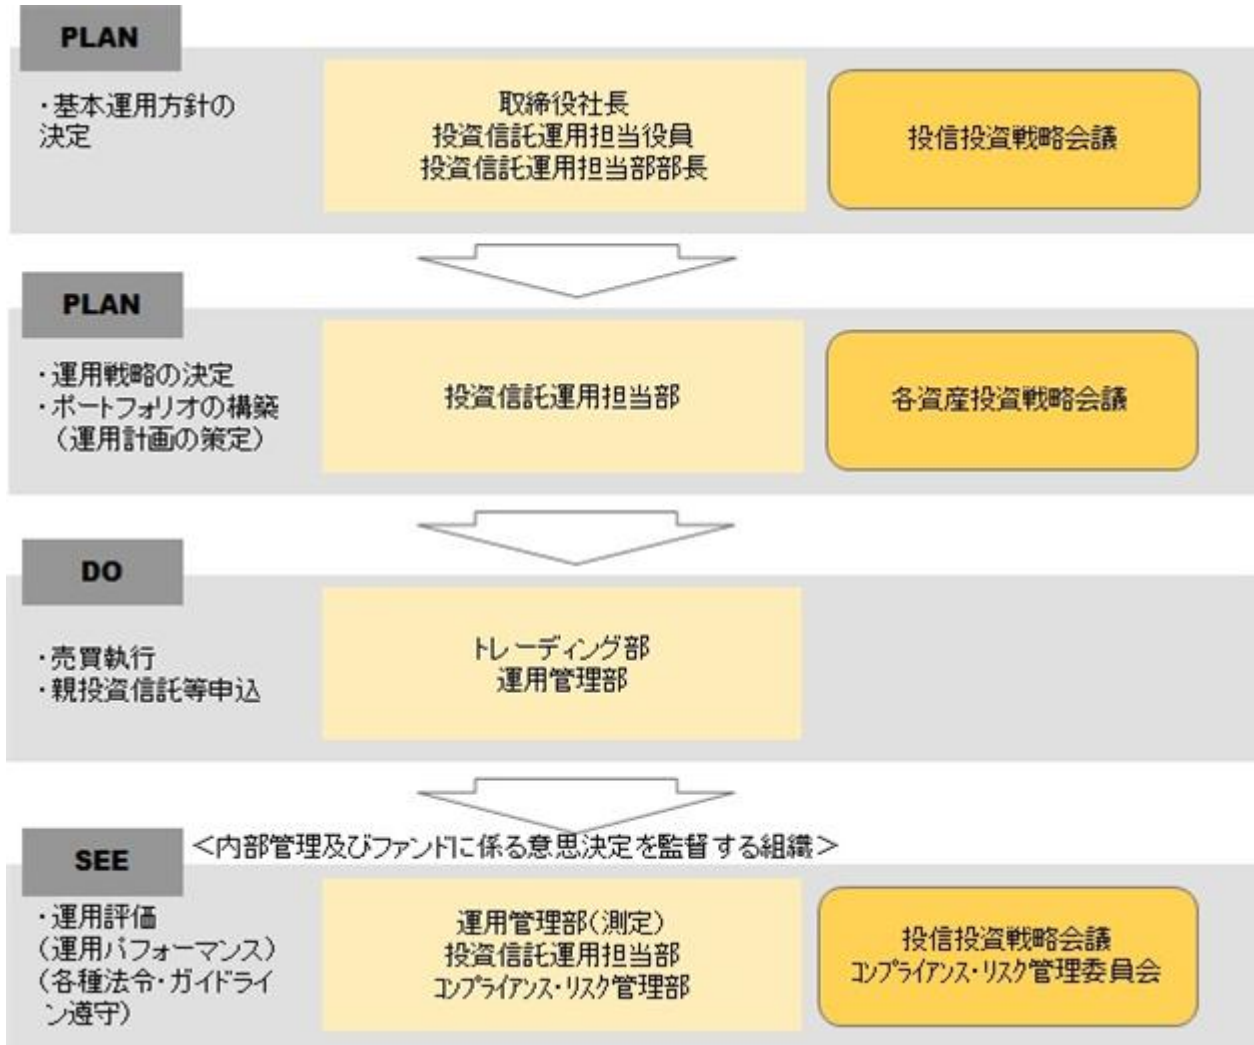 PLAN
・基本運用方針の
決定
取締役社長
投資信託運用担当役員
投資信託運用担当部部長
投信投資戦略会議
PLAN
・運用戦略の決定
・ポートフォリオの構築
(運用計画の策定)
投資信託運用担当部
各資産投資戦略会議
DO
・売買執行
・親投資信託等申込
トレーディング部
運用管理部
SEE
＜内部管理及びファンドに係る意思決定を監督する組織＞
・運用評価
(運用パフォーマンス)
(各種法令・ガイドライ
ン遵守)
運用管理部(測定)
投資信託運用担当部
ｺﾝﾌﾟﾗｲｱﾝｽ・ﾘｽｸ管理部
投信投資戦略会議
ｺﾝﾌﾟﾗｲｱﾝｽ・ﾘｽｸ管理委員会